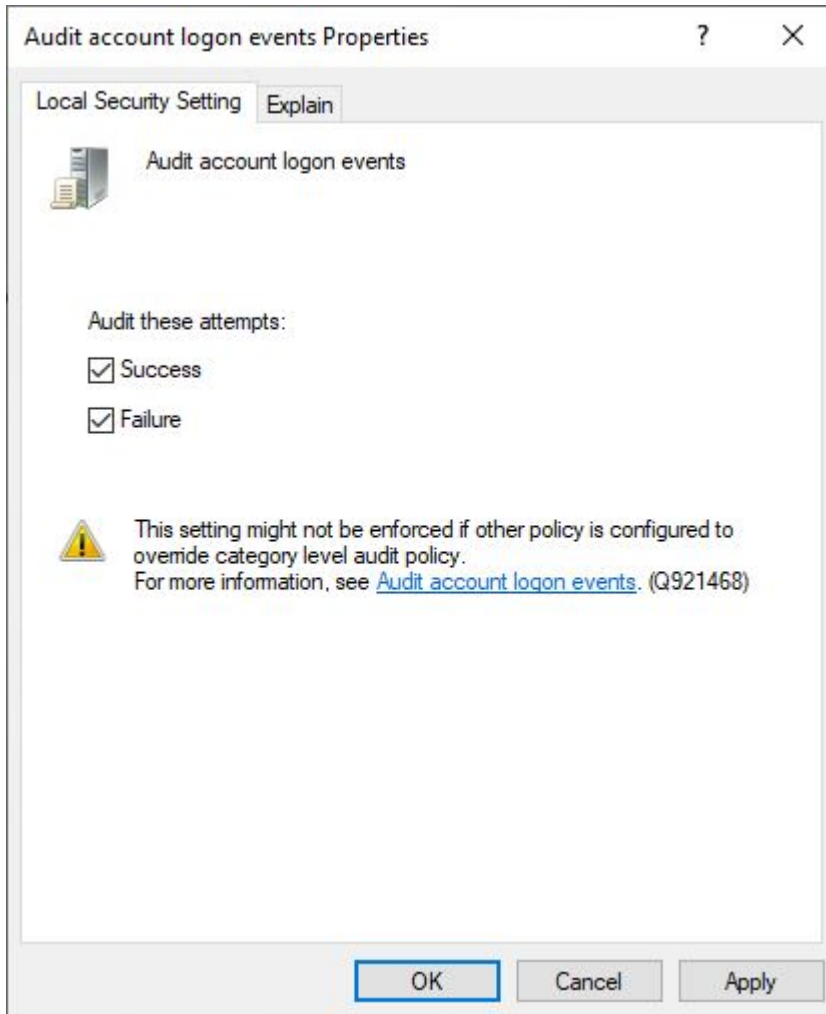 Audit account logon events Properties
?
Local Security Setting
Explain
Audit account logon events
Audit these attempts:
Success
Failure
This setting might not be enforced if other policy is configured to
override category level audit policy.
For more information, see Audit account logon events. (Q921468)
OK
Cancel
Apply